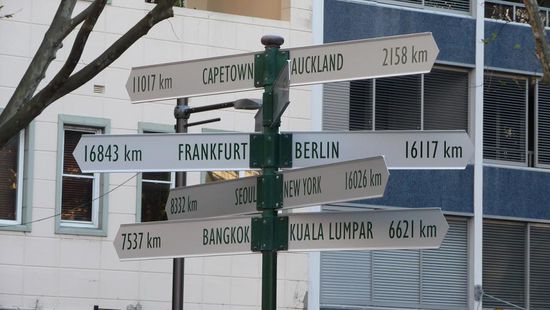 11017 km CAPETOWN AUCKLAND 2158 km
16843 km FRANKFURT BERLIN 16117 km
8332 km SEOUL NEW YORK 16026 km
7537 km BANGKOK KUALA LUMPAR 6621 km